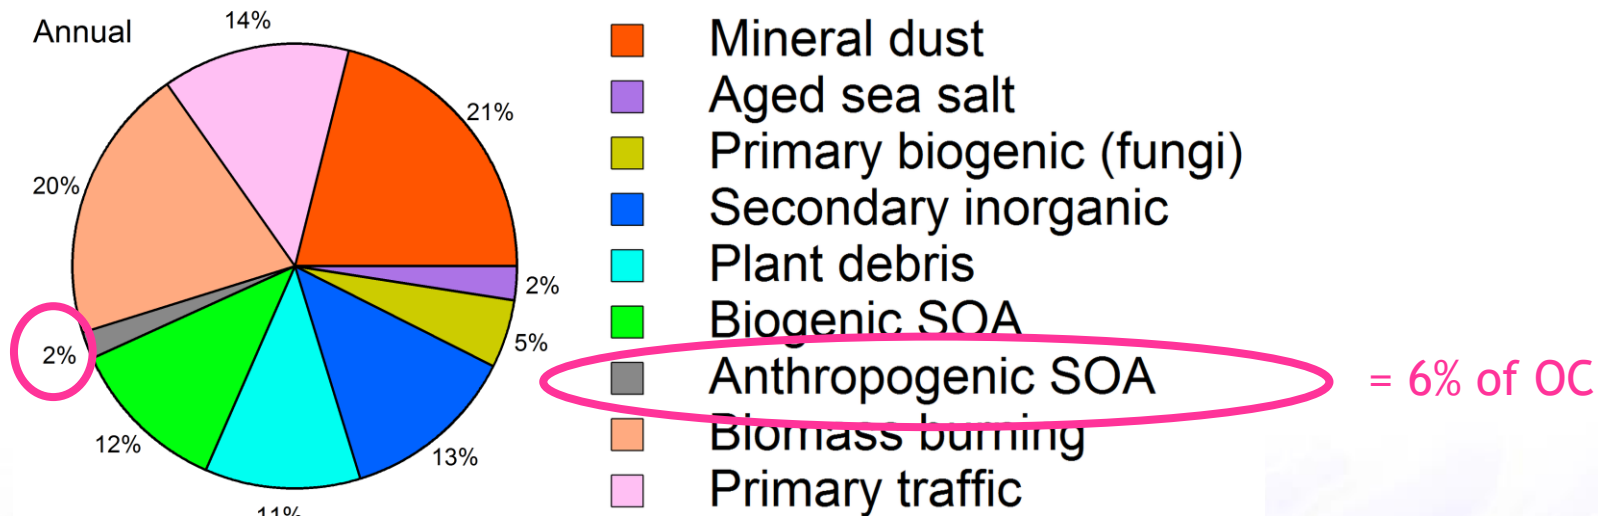 Annual
14%
21%
20%
2%
5%
2%
12%
13%
11%
Mineral dust
Aged sea salt
Primary biogenic (fungi)
Secondary inorganic
Plant debris
Biogenic SOA
Anthropogenic SOA
= 6% of OC
Biomass burning
Primary traffic